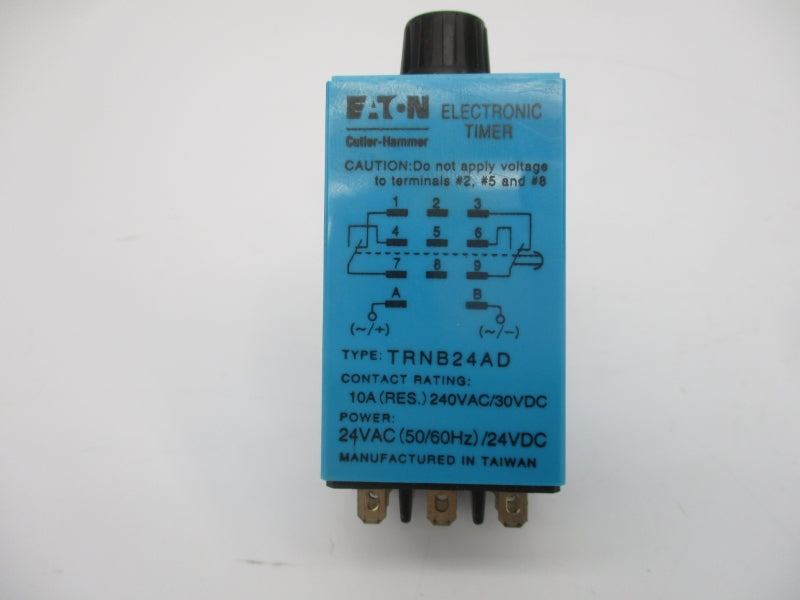 EATON ELECTRONIC
Cutler-Hammer TIMER
CAUTION:Do not apply voltage
to terminals #2, #5 and #8
1 2 3
4 5 6
7 8 9
A B
(~/+) (~/-)
TYPE: TRNB24AD
CONTACT RATING:
10A(RES.)240VAC/30VDC
POWER:
24VAC(50/60Hz)/24VDC
MANUFACTURED IN TAIWAN